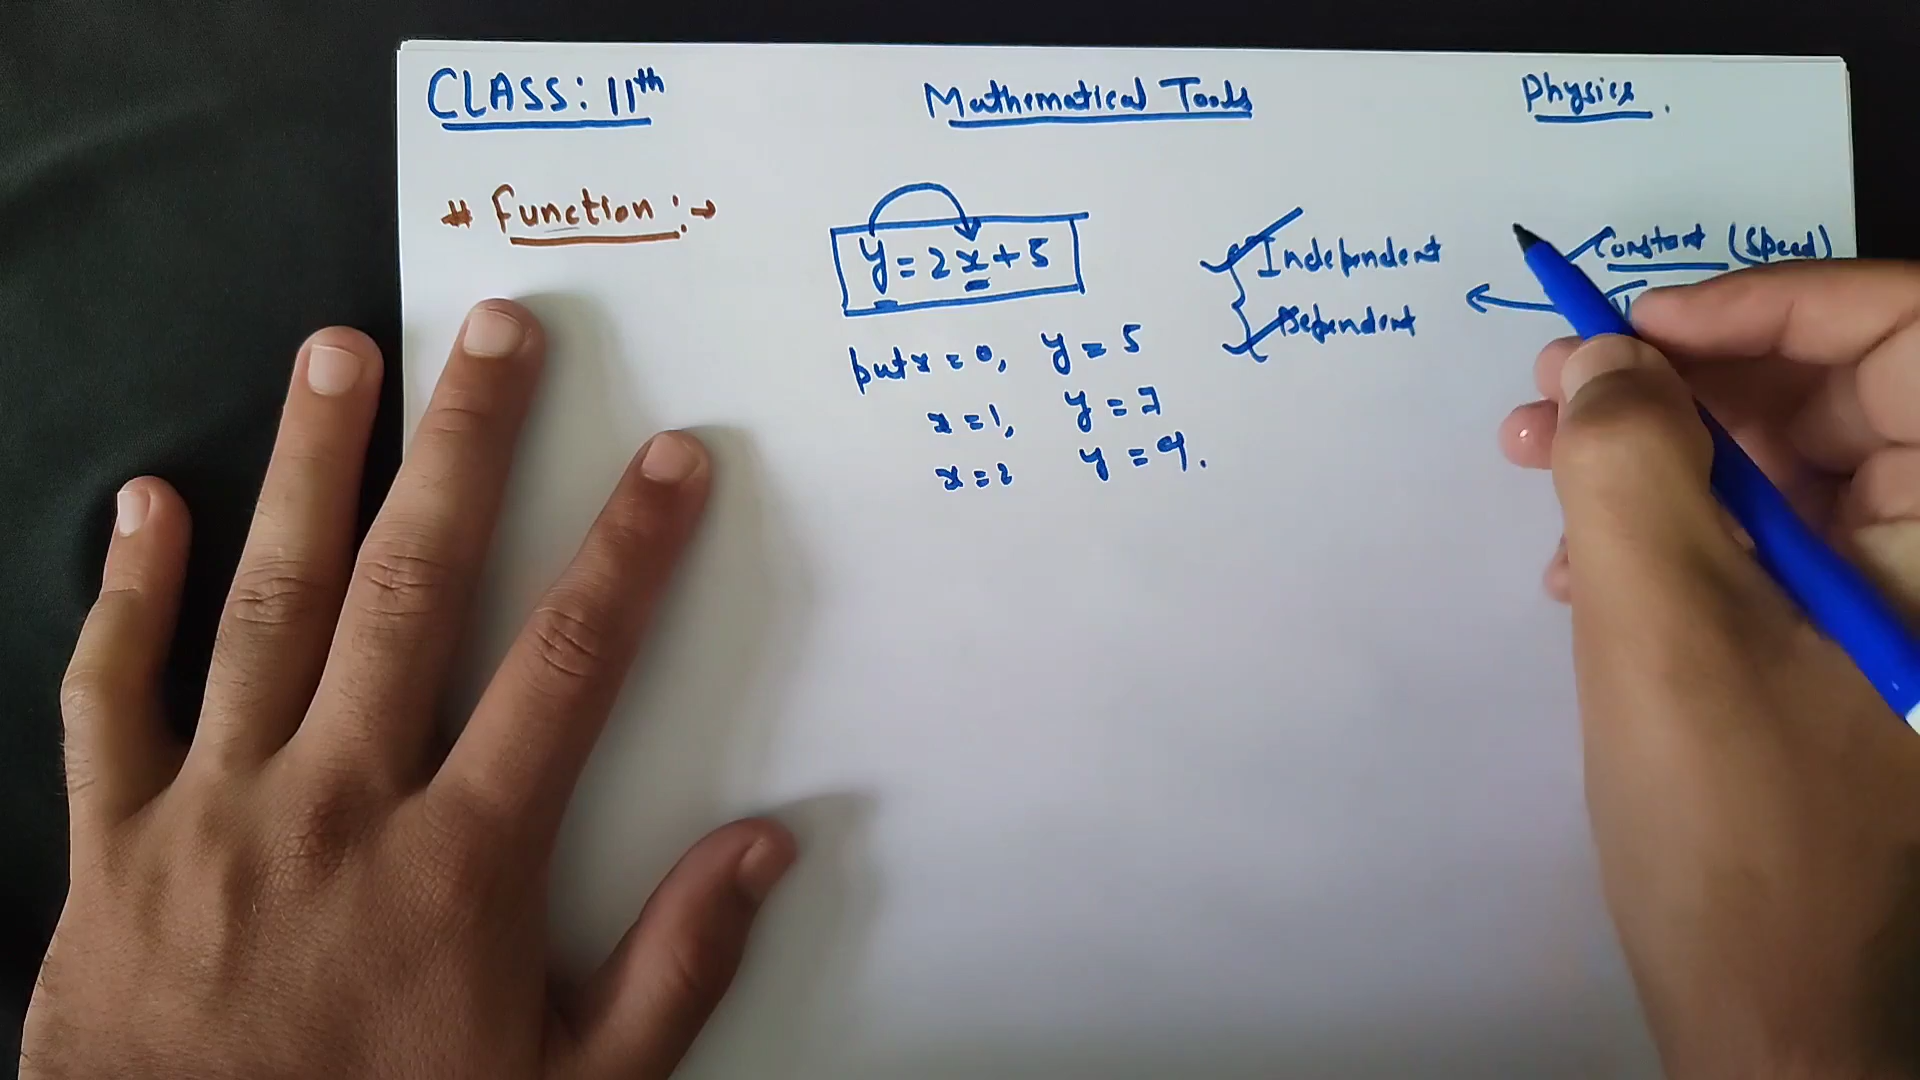 CLASS: 11th Mathematical Tools Physics.
# Function :→
y = 2x + 5
Independent
Dependent
Constant (Speed)
put x = 0, y = 5
x = 1, y = 7
x = 2 y = 9.